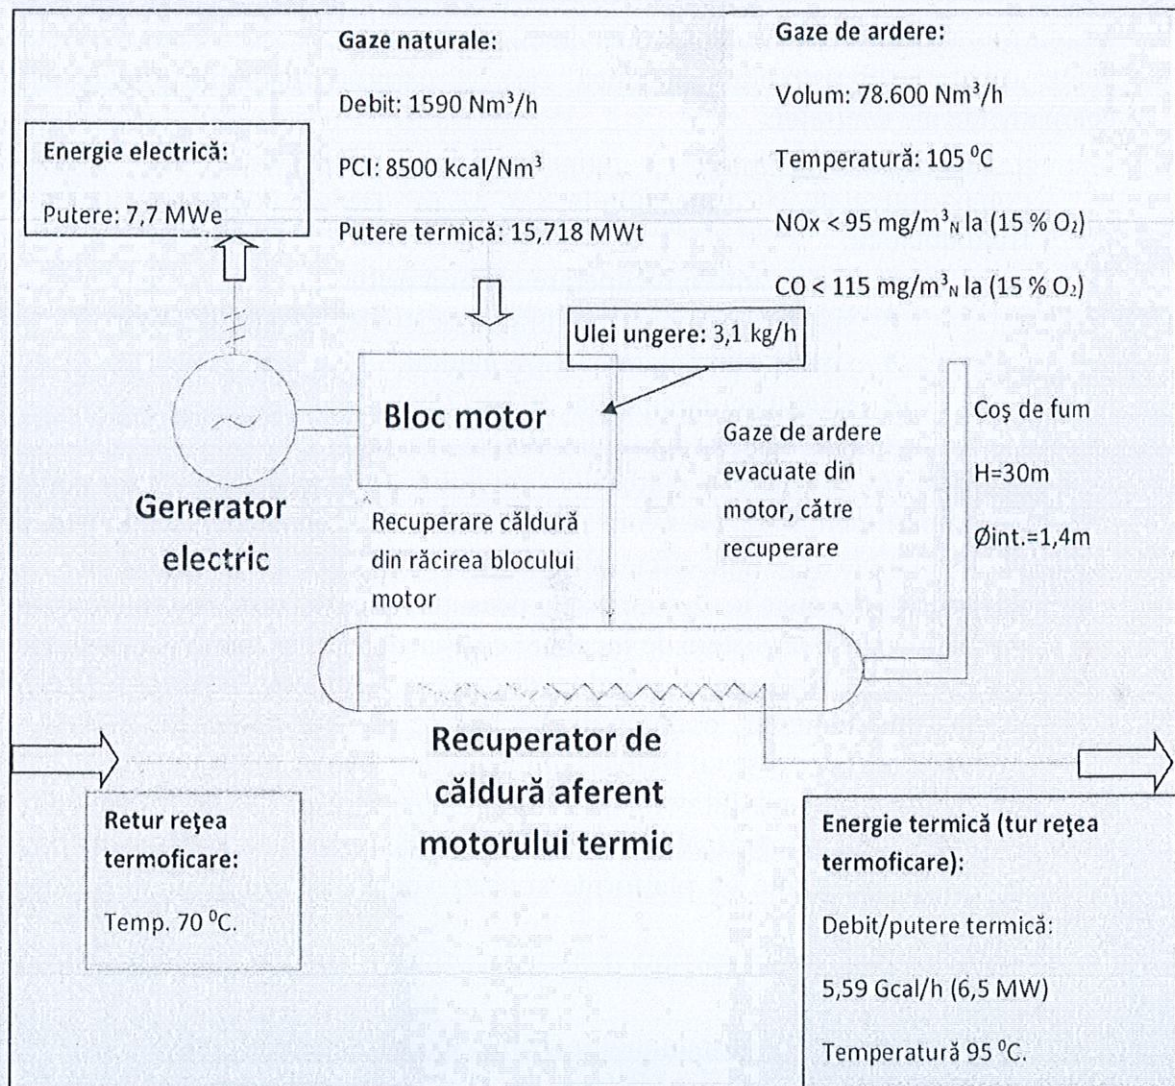 Gaze naturale:
Debit: 1590 Nm³/h
PCI: 8500 kcal/Nm³
Putere termică: 15,718 MWt
Gaze de ardere:
Volum: 78.600 Nm³/h
Temperatură: 105 ⁰C
NOx < 95 mg/m³N la (15 % O₂)
CO < 115 mg/m³N la (15 % O₂)
Energie electrică:
Putere: 7,7 MWe
Ulei ungere: 3,1 kg/h
Bloc motor
Generator
electric
Recuperare căldură
din răcirea blocului
motor
Gaze de ardere
evacuate din
motor, către
recuperare
Coş de fum
H=30m
Øint.=1,4m
Recuperator de
căldură aferent
motorului termic
Retur reţea
termoficare:
Temp. 70 ⁰C.
Energie termică (tur reţea
termoficare):
Debit/putere termică:
5,59 Gcal/h (6,5 MW)
Temperatură 95 ⁰C.